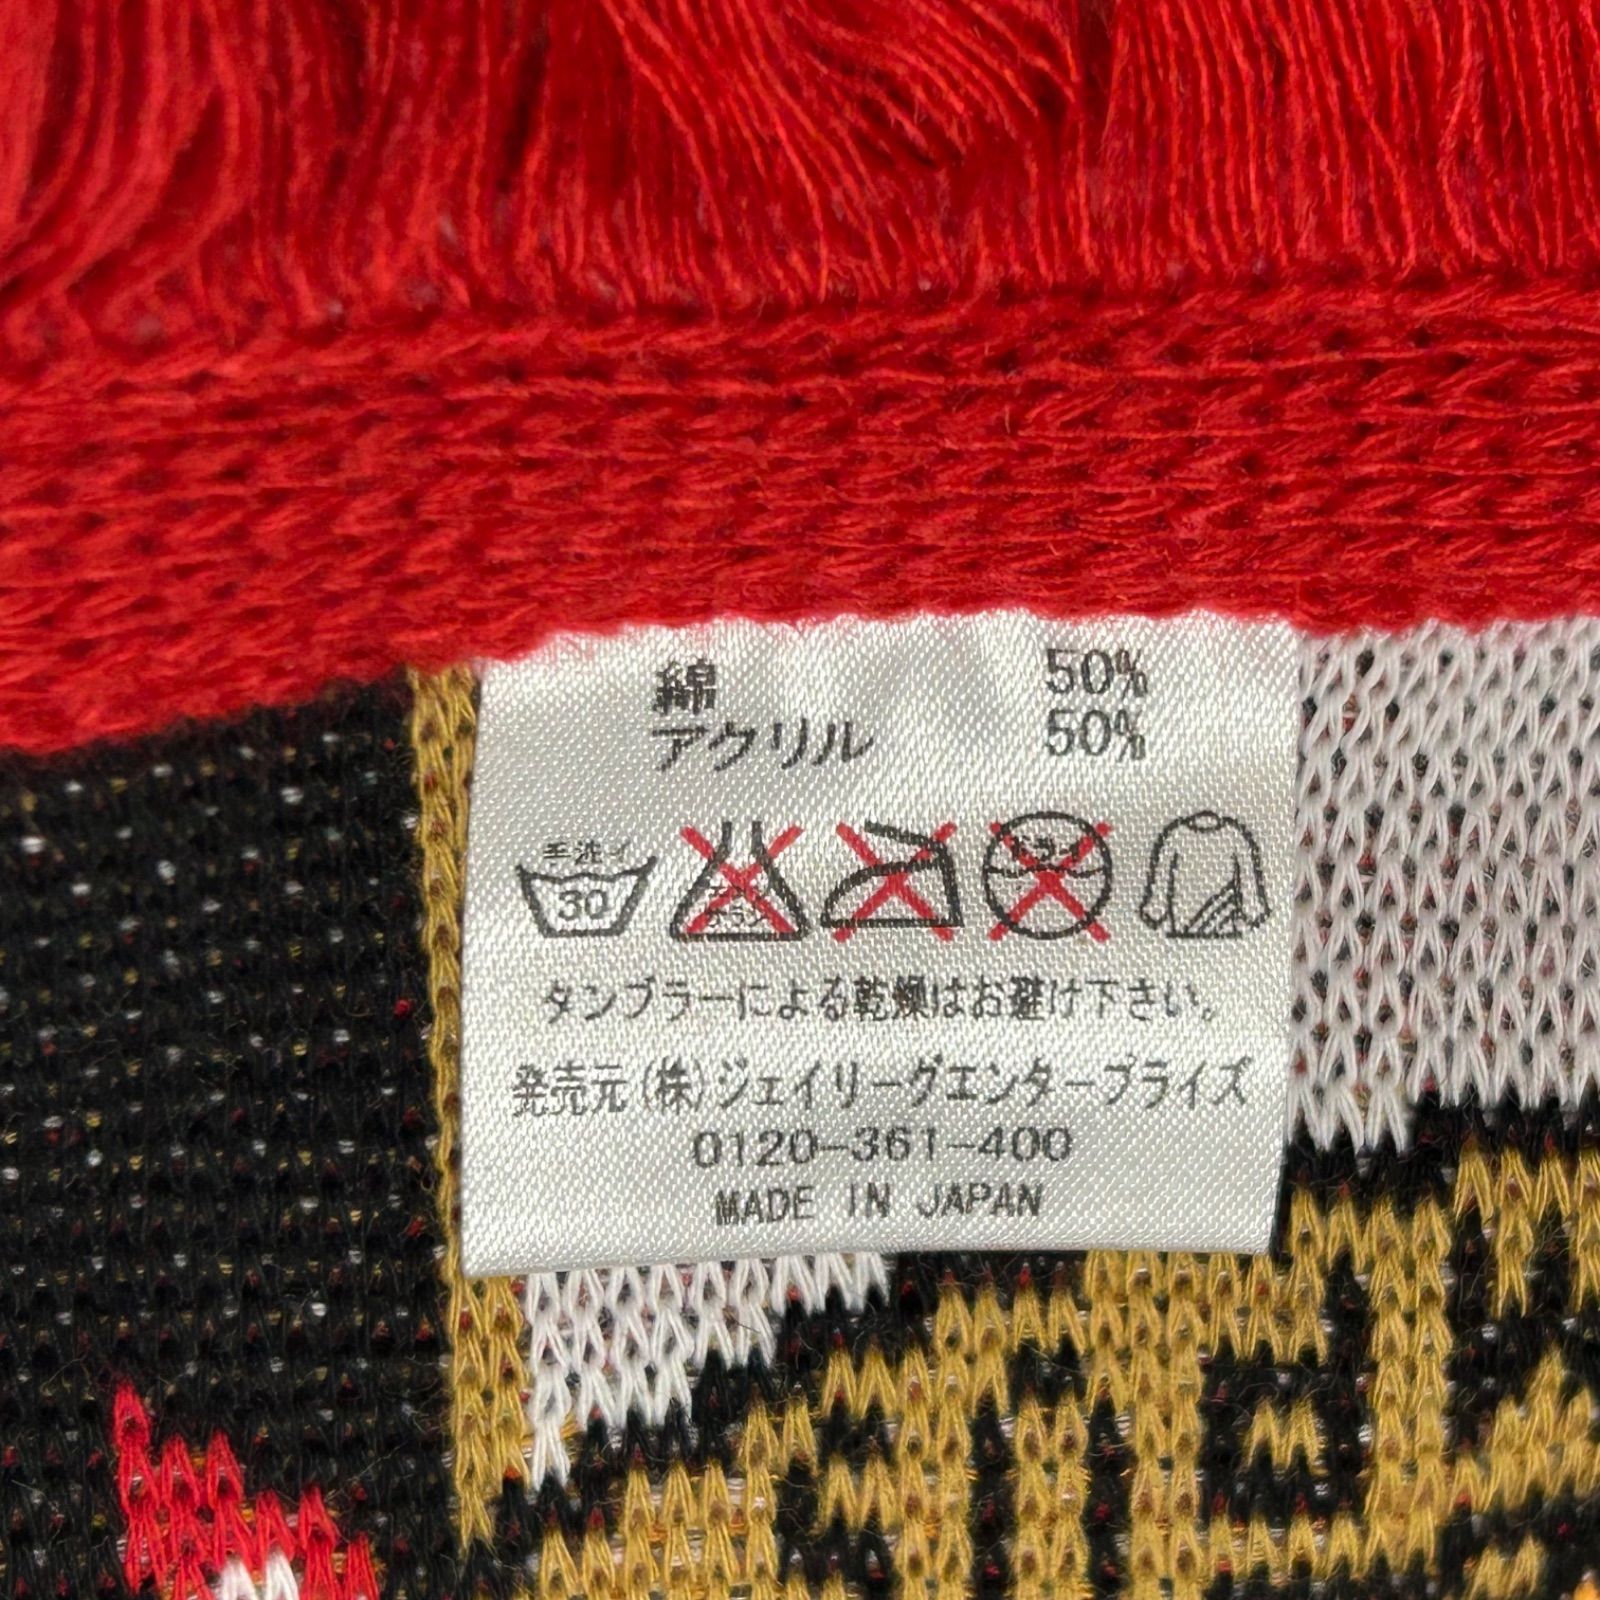 綿 50%
アクリル 50%
手洗イ
30
タンブラーによる乾燥はお避け下さい。
発売元(株)ジェイリーグエンタープライズ
0120-361-400
MADE IN JAPAN